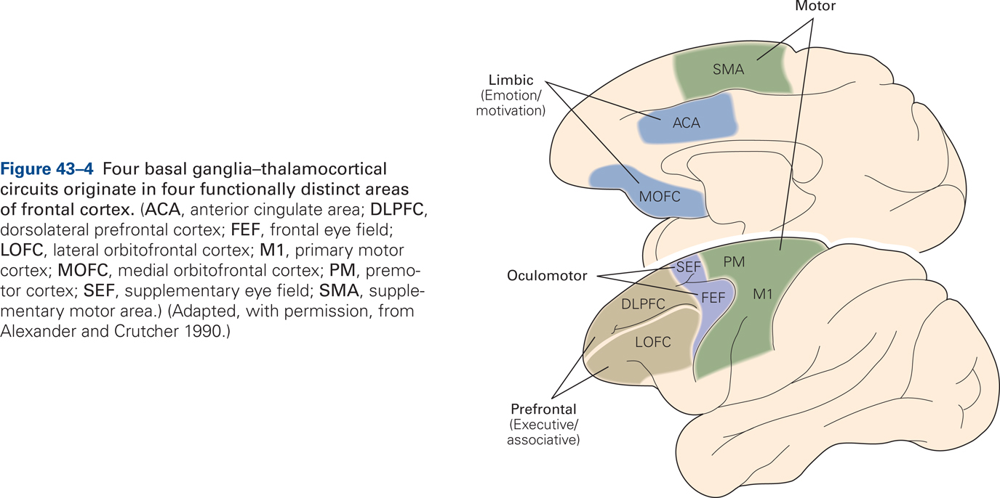 Figure 43–4 Four basal ganglia–thalamocortical
circuits originate in four functionally distinct areas
of frontal cortex. (ACA, anterior cingulate area; DLPFC,
dorsolateral prefrontal cortex; FEF, frontal eye field;
LOFC, lateral orbitofrontal cortex; M1, primary motor
cortex; MOFC, medial orbitofrontal cortex; PM, premo-
tor cortex; SEF, supplementary eye field; SMA, supple-
mentary motor area.) (Adapted, with permission, from
Alexander and Crutcher 1990.)
Motor
SMA
Limbic
(Emotion/
motivation)
ACA
MOFC
SEF
PM
Oculomotor
FEF
M1
DLPFC
LOFC
Prefrontal
(Executive/
associative)